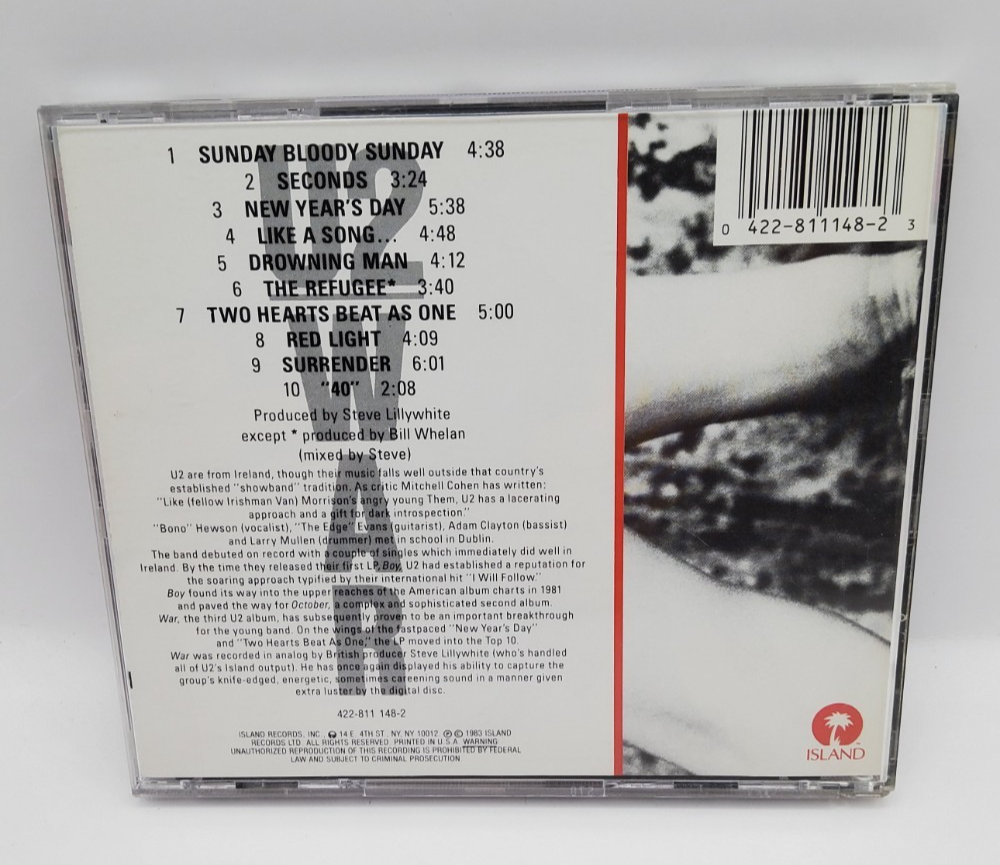 1 SUNDAY BLOODY SUNDAY 4:38
2 SECONDS 3:24
3 NEW YEAR'S DAY 5:38
4 LIKE A SONG... 4:48
5 DROWNING MAN 4:12
6 THE REFUGEE* 3:40
7 TWO HEARTS BEAT AS ONE 5:00
8 RED LIGHT 4:09
9 SURRENDER 6:01
10 "40" 2:08
Produced by Steve Lillywhite
except * produced by Bill Whelan
(mixed by Steve)
U2 are from Ireland, though their music falls well outside that country's
established "showband" tradition. As critic Mitchell Cohen has written:
"Like (fellow Irishman Van) Morrison's angry young Them, U2 has a lacerating
approach and a gift for dark introspection."
"Bono" Hewson (vocalist), "The Edge" Evans (guitarist), Adam Clayton (bassist)
and Larry Mullen (drummer) met in school in Dublin.
The band debuted on record with a couple of singles which immediately did well in
Ireland. By the time they released their first LP, Boy, U2 had established a reputation for
the soaring approach typified by their international hit "I Will Follow."
Boy found its way into the upper reaches of the American album charts in 1981
and paved the way for October, a complex and sophisticated second album.
War, the third U2 album, has subsequently proven to be an important breakthrough
for the young band. On the wings of the fastpaced "New Year's Day"
and "Two Hearts Beat As One," the LP moved into the Top 10.
War was recorded in analog by British producer Steve Lillywhite (who's handled
all of U2's Island output). He has once again displayed his ability to capture the
group's knife-edged, energetic, sometimes careening sound in a manner given
extra luster by the digital disc.
422-811 148-2
ISLAND RECORDS, INC., 14 E. 4TH ST., NY, NY 10012. ℗ © 1983 ISLAND
RECORDS LTD. ALL RIGHTS RESERVED. PRINTED IN U.S.A. WARNING:
UNAUTHORIZED REPRODUCTION OF THIS RECORDING IS PROHIBITED BY FEDERAL
LAW AND SUBJECT TO CRIMINAL PROSECUTION.
U2
WAR
0 422-811148-2 3
ISLAND